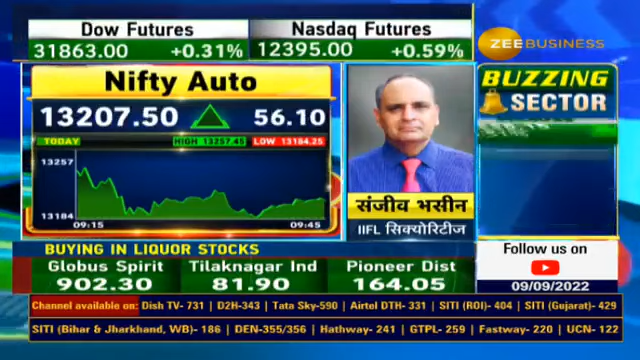 Dow Futures
31863.00 +0.31%
Nasdaq Futures
12395.00 +0.59%
ZEE BUSINESS
Nifty Auto
13207.50 56.10
TODAY HIGH 13257.45 LOW 13184.25
13257
13184
09:15 09:45
संजीव भसीन
IIFL सिक्योरिटीज
BUZZING
SECTOR
BUYING IN LIQUOR STOCKS
Globus Spirit
902.30
Tilaknagar Ind
81.90
Pioneer Dist
164.05
Follow us on
09/09/2022
Channel available on: Dish TV- 731 | D2H-343 | Tata Sky-590 | Airtel DTH- 331 | SITI (ROI)- 404 | SITI (Gujarat)- 429
SITI (Bihar & Jharkhand, WB)- 186 | DEN-355/356 | Hathway- 241 | GTPL- 259 | Fastway- 220 | UCN- 122